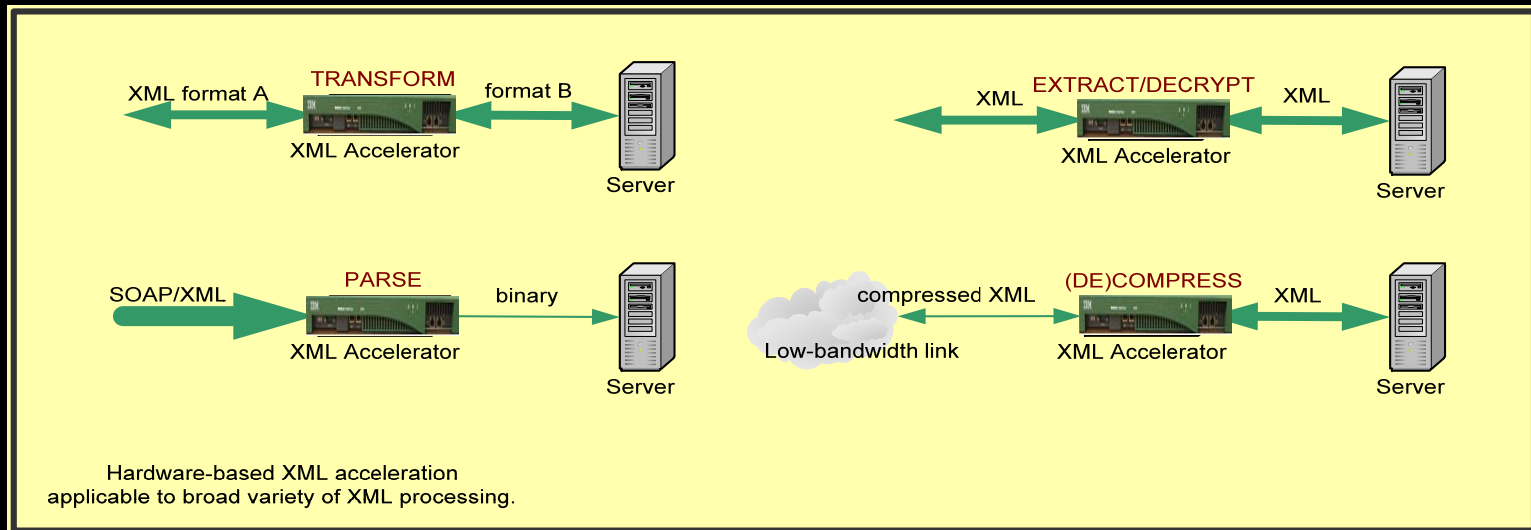 TRANSFORM
XML format A
format B
XML Accelerator
Server
EXTRACT/DECRYPT
XML
XML
XML Accelerator
Server
PARSE
SOAP/XML
binary
XML Accelerator
Server
(DE)COMPRESS
compressed XML
XML
Low-bandwidth link
XML Accelerator
Server
Hardware-based XML acceleration
applicable to broad variety of XML processing.